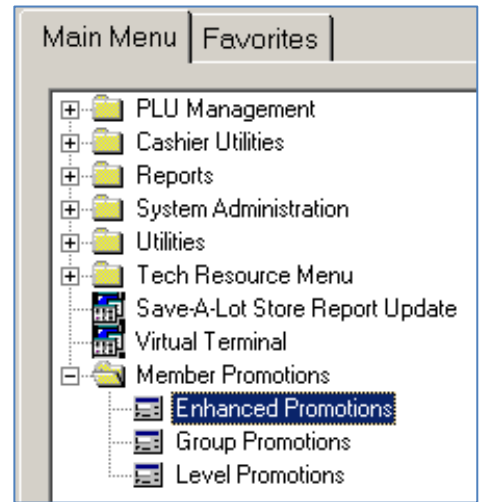 Main Menu Favorites
PLU Management
Cashier Utilities
Reports
System Administration
Utilities
Tech Resource Menu
Save-A-Lot Store Report Update
Virtual Terminal
Member Promotions
Enhanced Promotions
Group Promotions
Level Promotions